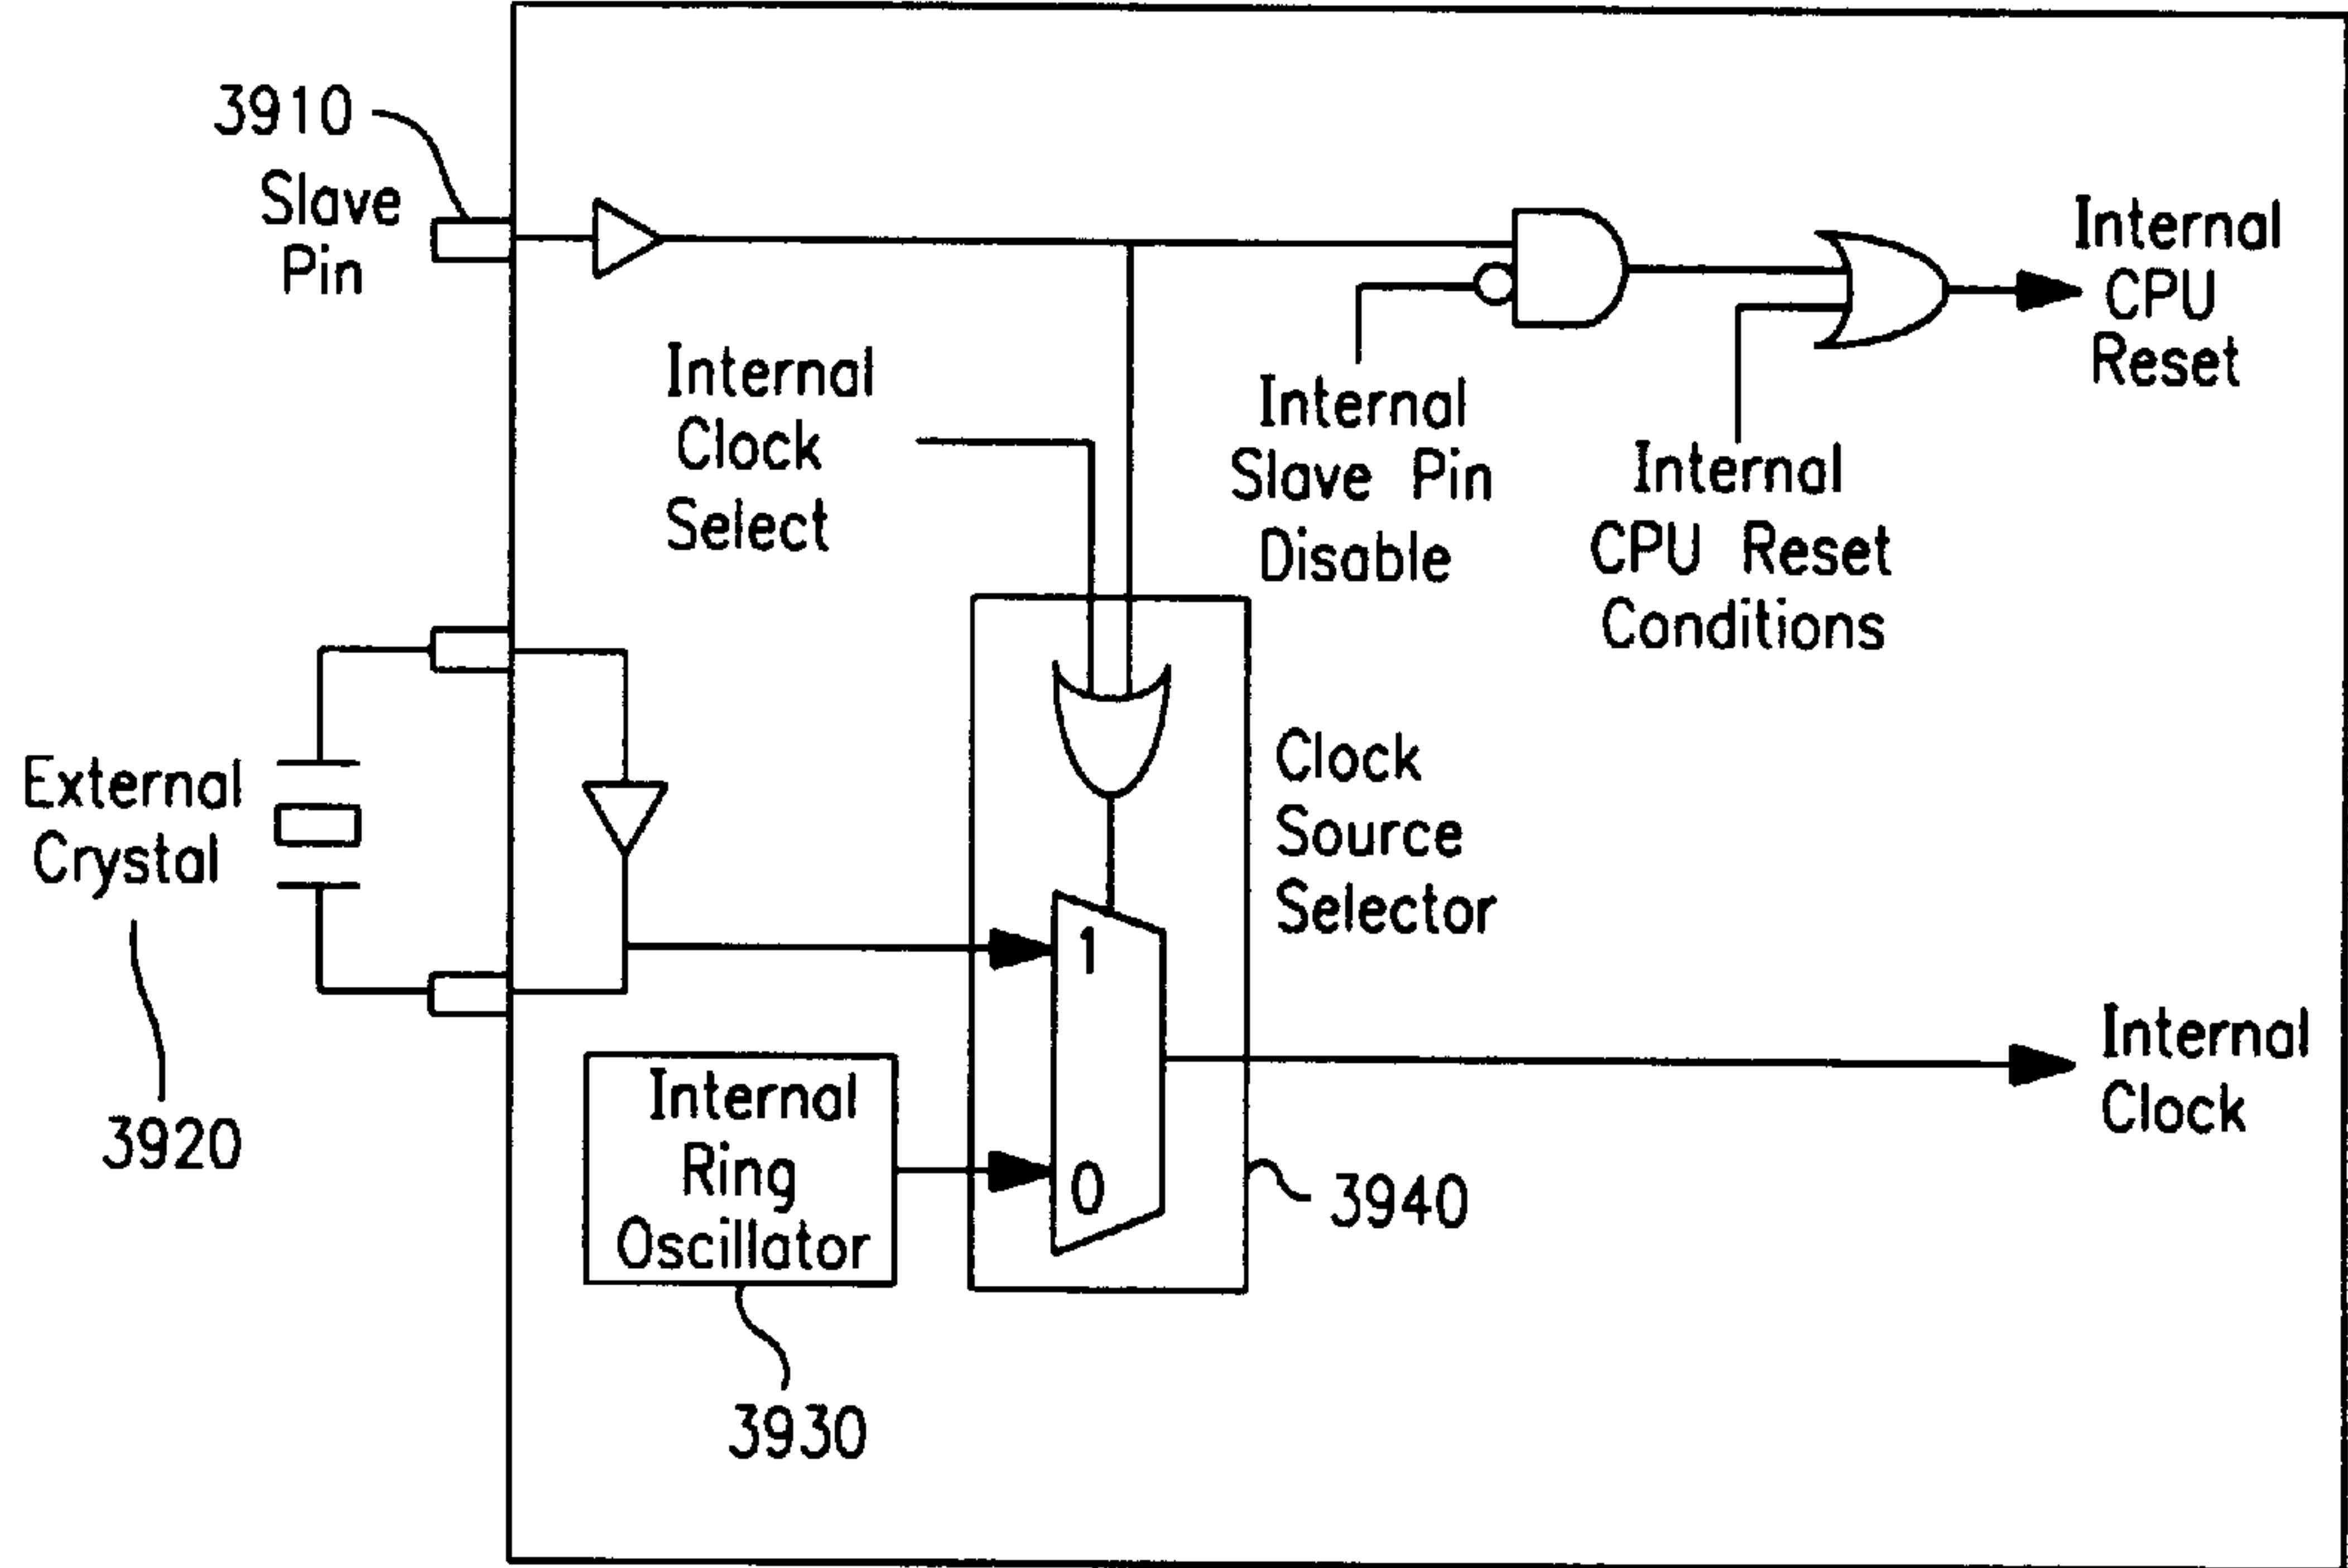 3910
Slave
Pin
Internal
Clock
Select
Internal
Slave Pin
Disable
Internal
CPU Reset
Conditions
Internal
CPU
Reset
External
Crystal
3920
Clock
Source
Selector
1
0
Internal
Ring
Oscillator
3930
3940
Internal
Clock